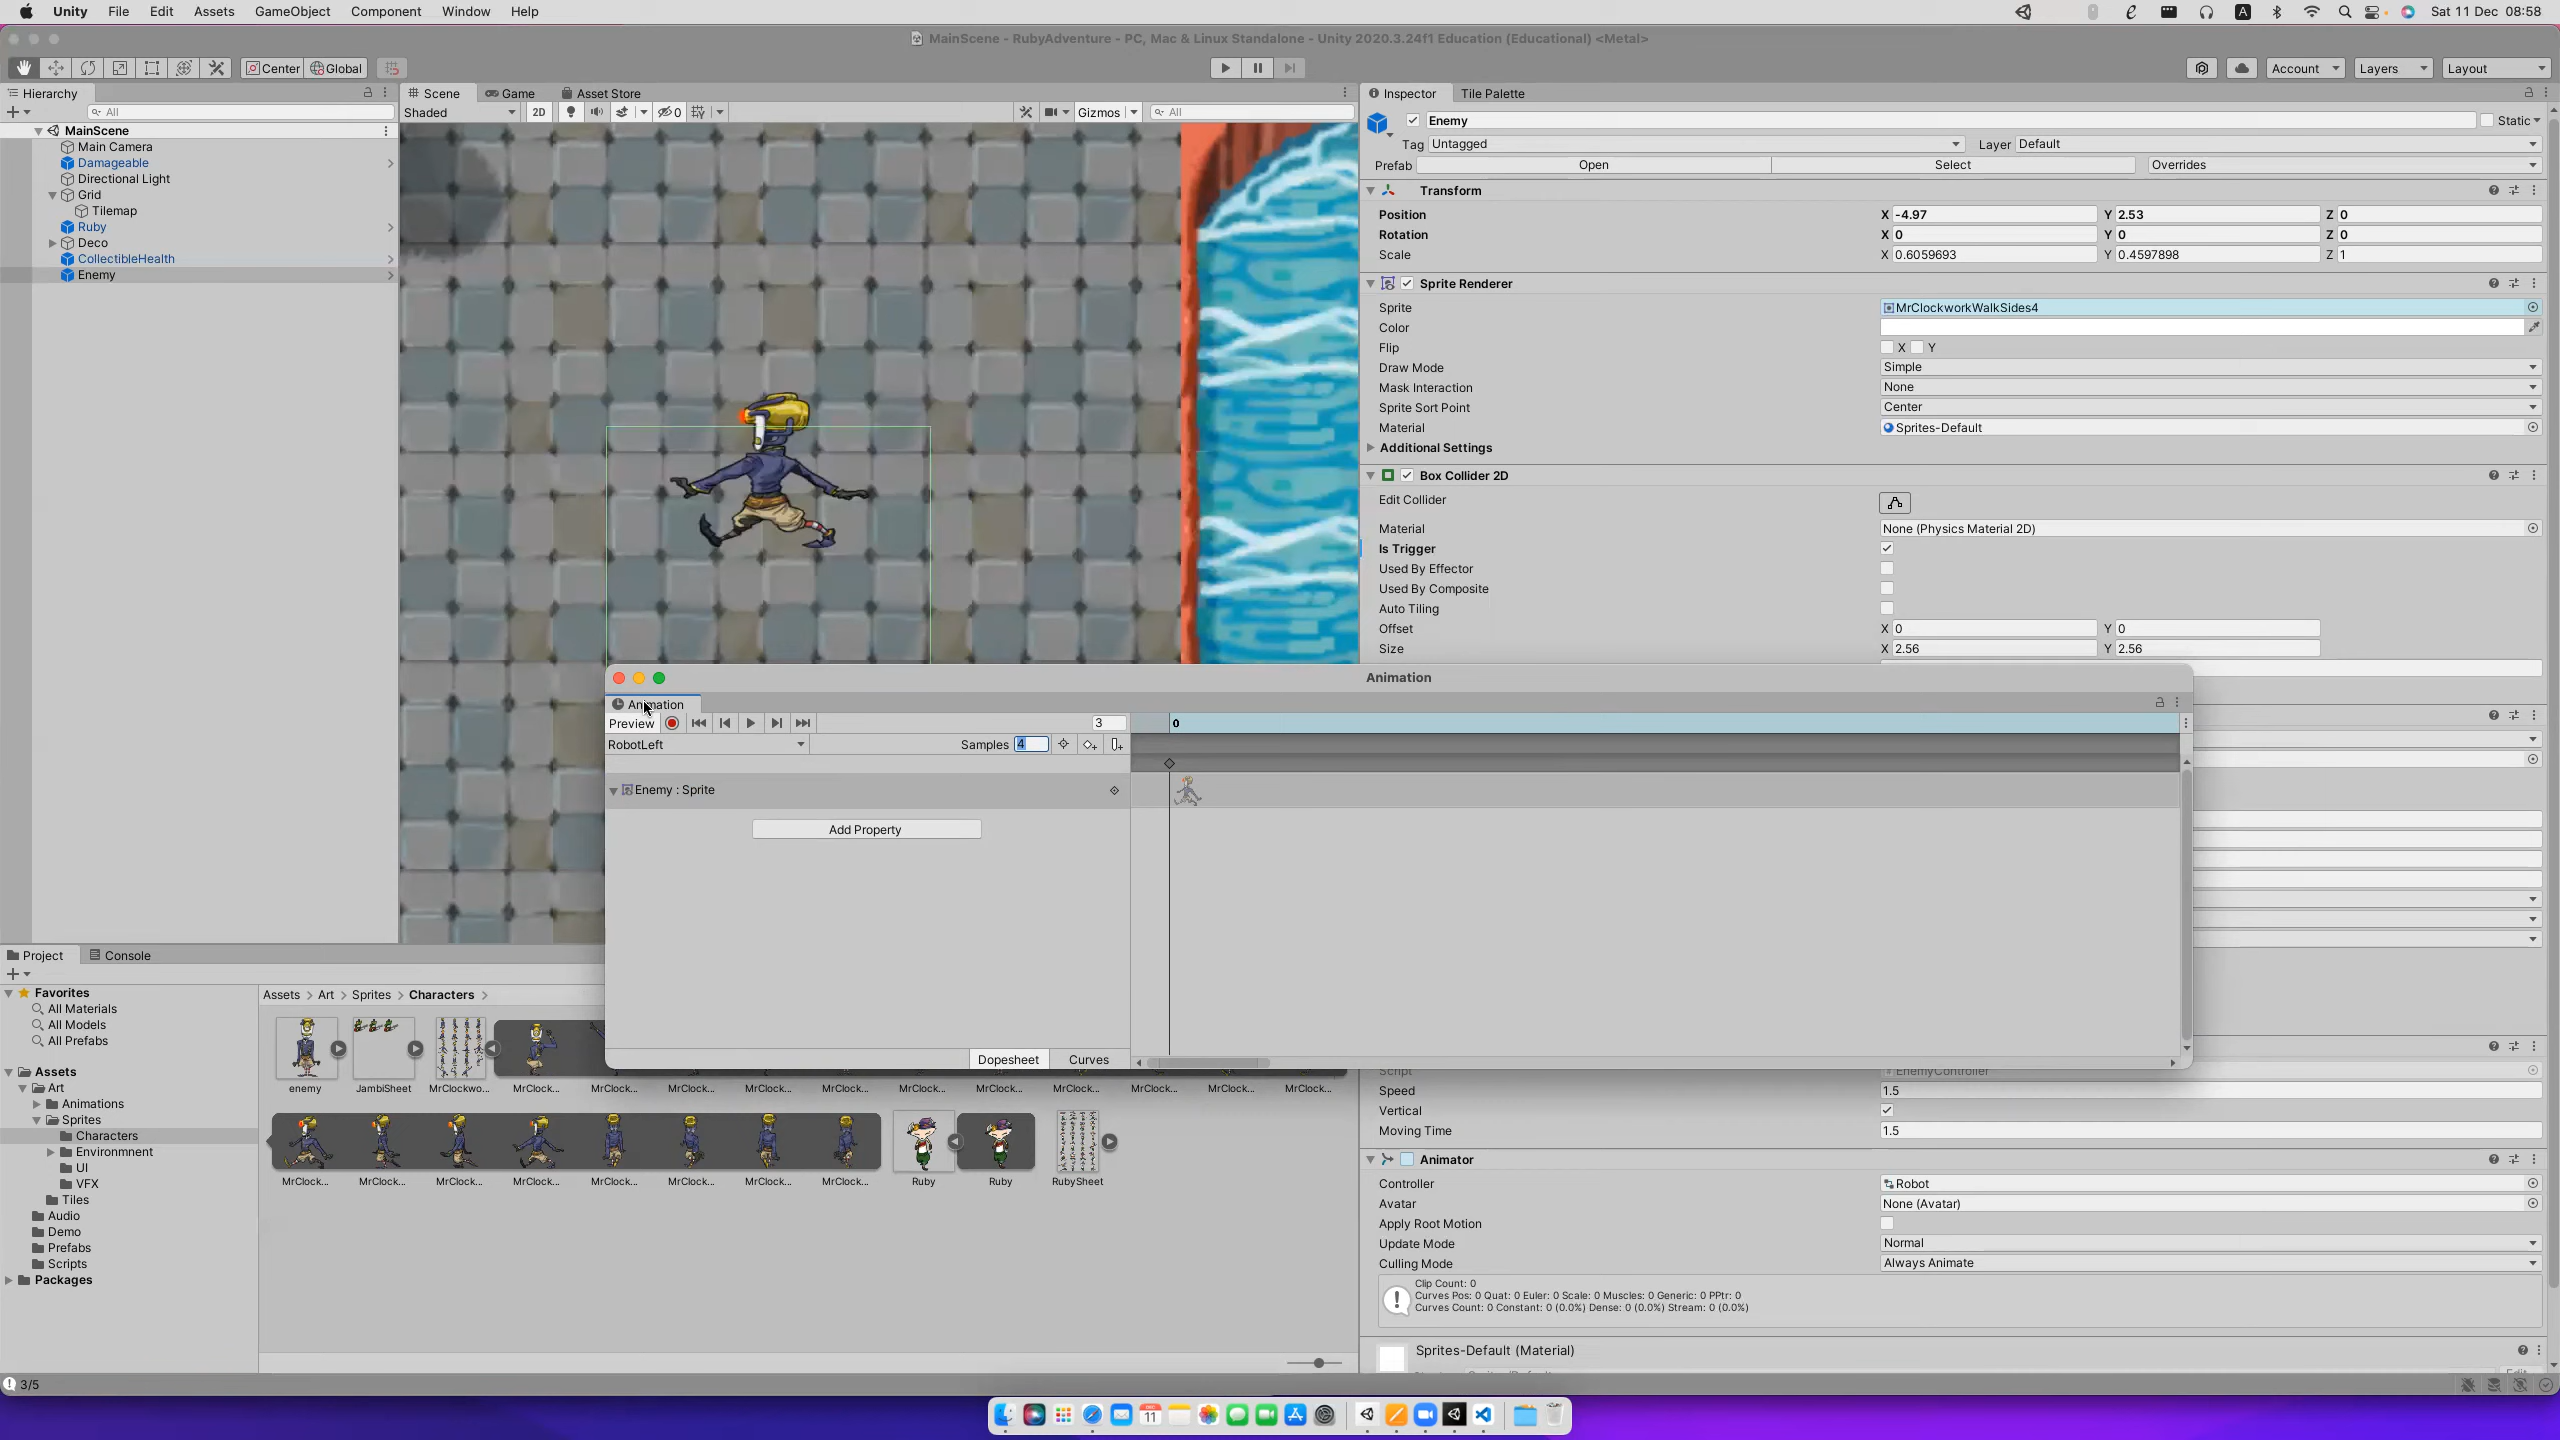 Unity File Edit Assets GameObject Component Window Help
A
Sat 11 Dec 08:58
MainScene - RubyAdventure - PC, Mac & Linux Standalone - Unity 2020.3.24f1 Education (Educational) <Metal>
Center Global
Account Layers Layout
Hierarchy
All
MainScene
Main Camera
Damageable
Directional Light
Grid
Tilemap
Ruby
Deco
CollectibleHealth
Enemy
Scene Game Asset Store
Shaded 2D 0 Gizmos All
Inspector Tile Palette
Enemy Static
Tag Untagged Layer Default
Prefab Open Select Overrides
Transform
Position X -4.97 Y 2.53 Z 0
Rotation X 0 Y 0 Z 0
Scale X 0.6059693 Y 0.4597898 Z 1
Sprite Renderer
Sprite MrClockworkWalkSides4
Color
Flip X Y
Draw Mode Simple
Mask Interaction None
Sprite Sort Point Center
Material Sprites-Default
Additional Settings
Box Collider 2D
Edit Collider
Material None (Physics Material 2D)
Is Trigger
Used By Effector
Used By Composite
Auto Tiling
Offset X 0 Y 0
Size X 2.56 Y 2.56
Animation
Animation
Preview 3 0
RobotLeft Samples 4
Enemy : Sprite
Add Property
Dopesheet Curves
Script EnemyController
Speed 1.5
Vertical
Moving Time 1.5
Animator
Controller Robot
Avatar None (Avatar)
Apply Root Motion
Update Mode Normal
Culling Mode Always Animate
Clip Count: 0
Curves Pos: 0 Quat: 0 Euler: 0 Scale: 0 Muscles: 0 Generic: 0 PPtr: 0
Curves Count: 0 Constant: 0 (0.0%) Dense: 0 (0.0%) Stream: 0 (0.0%)
Sprites-Default (Material)
Project Console
Favorites
All Materials
All Models
All Prefabs
Assets
Art
Animations
Sprites
Characters
Environmnent
UI
VFX
Tiles
Audio
Demo
Prefabs
Scripts
Packages
Assets > Art > Sprites > Characters >
enemy JambiSheet MrClockwo... MrClock... MrClock... MrClock... MrClock... MrClock... MrClock... MrClock... MrClock... MrClock... MrClock... MrClock...
MrClock... MrClock... MrClock... MrClock... MrClock... MrClock... MrClock... MrClock... Ruby Ruby RubySheet
3/5
DEC
11